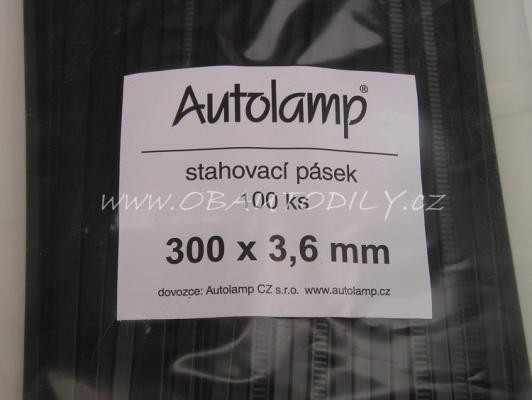 Autolamp®
stahovací pásek
100 ks
WWW.OBAUTODILY.CZ
300 x 3,6 mm
dovozce: Autolamp CZ s.r.o. www.autolamp.cz